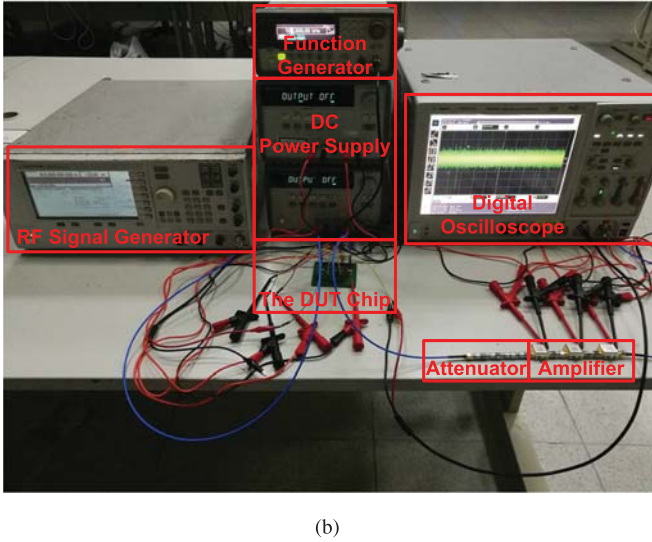 Function
Generator
OUTPUT OFF
DC
Power Supply
OUTPUT OFF
RF Signal Generator
Digital
Oscilloscope
The DUT Chip
Attenuator
Amplifier
(b)